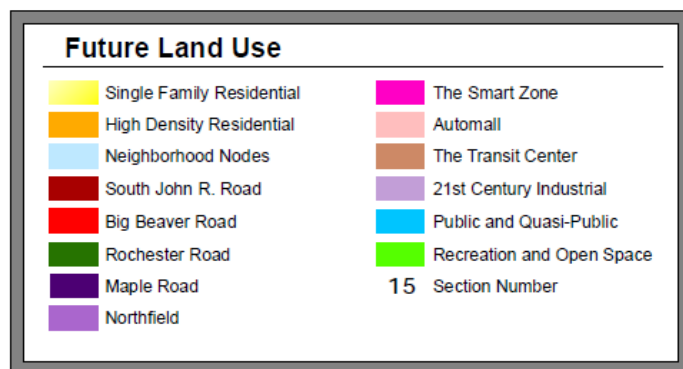 Future Land Use
Single Family Residential
High Density Residential
Neighborhood Nodes
South John R. Road
Big Beaver Road
Rochester Road
Maple Road
Northfield
The Smart Zone
Automall
The Transit Center
21st Century Industrial
Public and Quasi-Public
Recreation and Open Space
15 Section Number